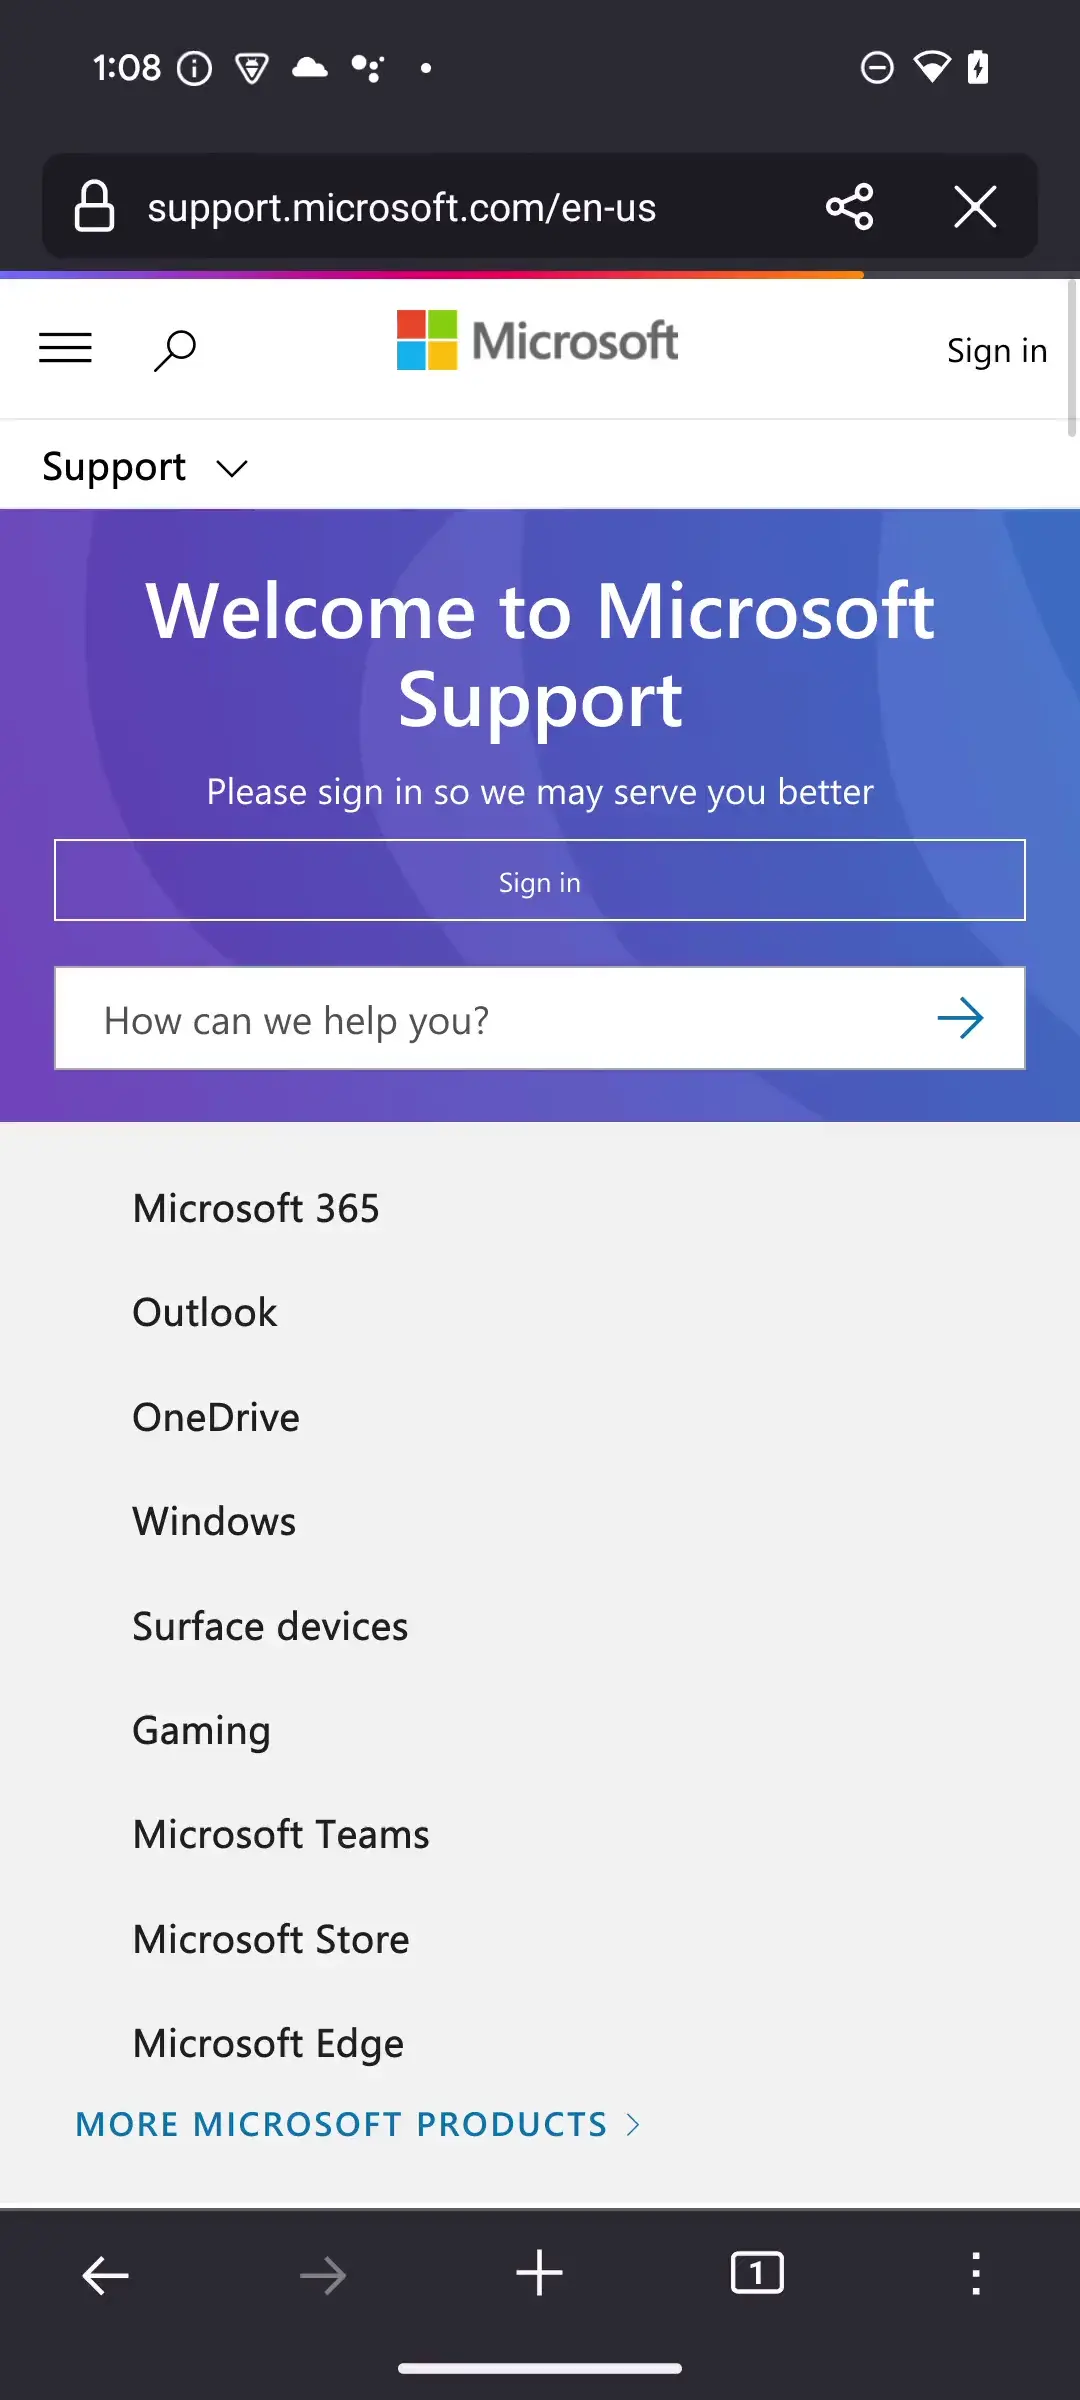 1:08
support.microsoft.com/en-us
Microsoft
Sign in
Support
Welcome to Microsoft
Support
Please sign in so we may serve you better
Sign in
How can we help you?
Microsoft 365
Outlook
OneDrive
Windows
Surface devices
Gaming
Microsoft Teams
Microsoft Store
Microsoft Edge
MORE MICROSOFT PRODUCTS
1